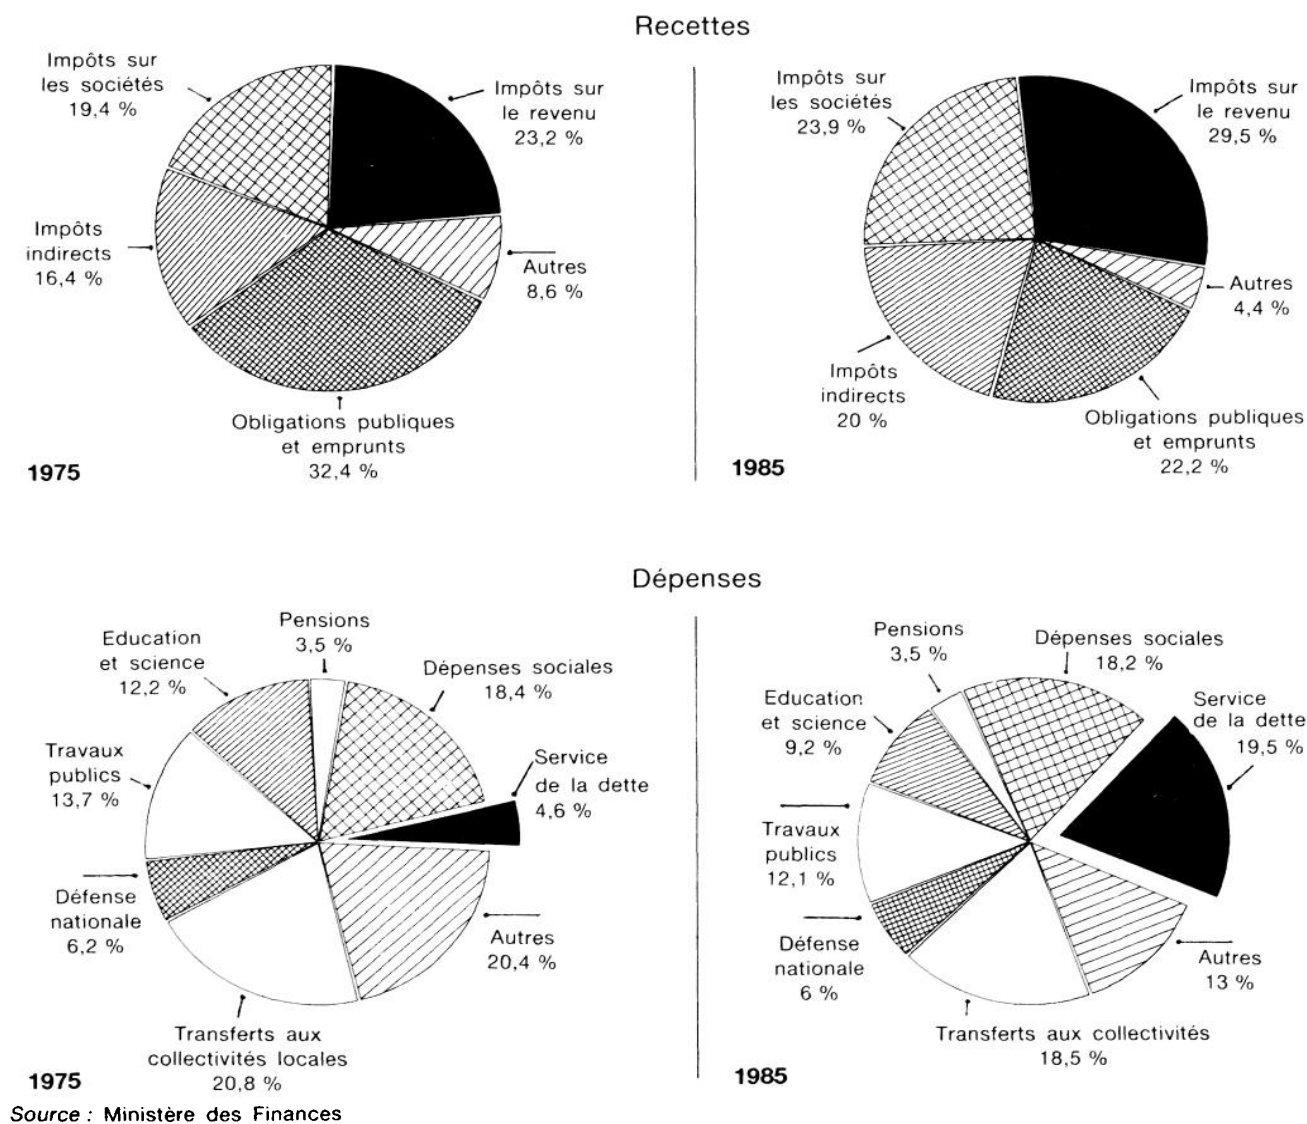 Recettes
Impôts sur
les sociétés
19,4 %
Impôts sur
le revenu
23,2 %
Impôts
indirects
16,4 %
Autres
8,6 %
Obligations publiques
et emprunts
32,4 %
1975
Impôts sur
les sociétés
23,9 %
Impôts sur
le revenu
29,5 %
Autres
4,4 %
Impôts
indirects
20 %
Obligations publiques
et emprunts
22,2 %
1985
Dépenses
Pensions
3,5 %
Education
et science
12,2 %
Dépenses sociales
18,4 %
Travaux
publics
13,7 %
Service
de la dette
4,6 %
Défense
nationale
6,2 %
Autres
20,4 %
Transferts aux
collectivités locales
20,8 %
1975
Pensions
3,5 %
Dépenses sociales
18,2 %
Education
et science
9,2 %
Service
de la dette
19,5 %
Travaux
publics
12,1 %
Défense
nationale
6 %
Autres
13 %
Transferts aux collectivités
18,5 %
1985
Source : Ministère des Finances